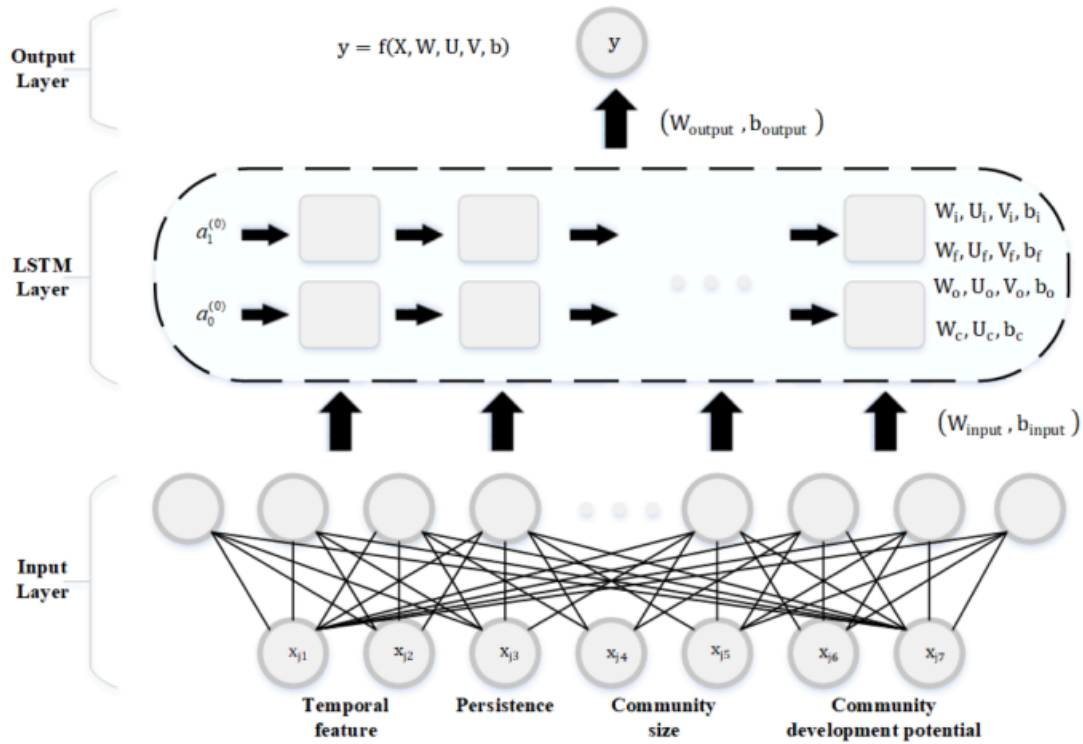 Output
Layer
y = f(X, W, U, V, b)
y
(W_output , b_output )
LSTM
Layer
a_1^(0)
a_0^(0)
W_i, U_i, V_i, b_i
W_f, U_f, V_f, b_f
W_o, U_o, V_o, b_o
W_c, U_c, b_c
(W_input , b_input )
Input
Layer
x_j1 x_j2 x_j3 x_j4 x_j5 x_j6 x_j7
Temporal
feature
Persistence
Community
size
Community
development potential